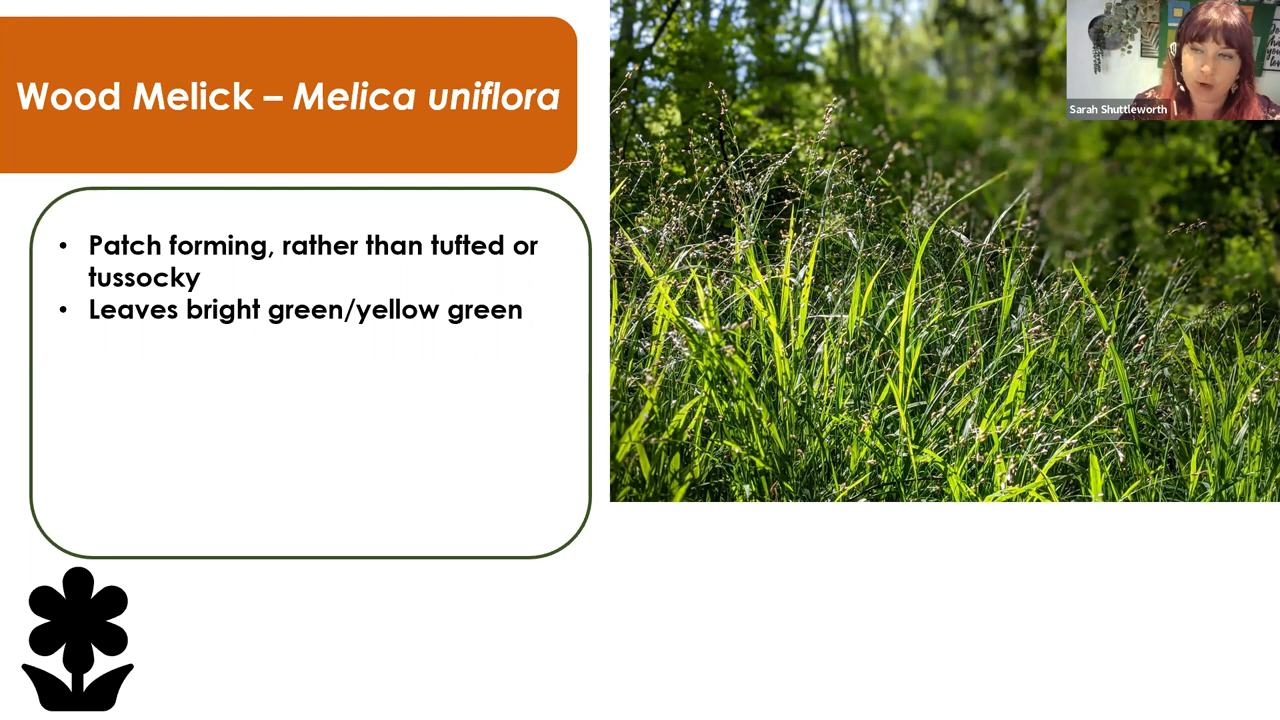 Wood Melick – Melica uniflora
Sarah Shuttleworth
• Patch forming, rather than tufted or
tussocky
• Leaves bright green/yellow green